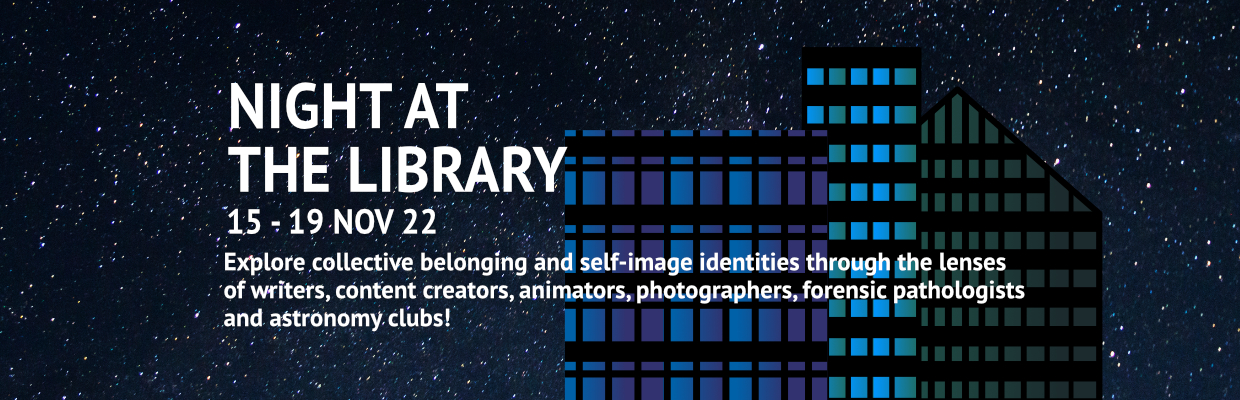 NIGHT AT
THE LIBRARY
15 - 19 NOV 22
Explore collective belonging and self-image identities through the lenses
of writers, content creators, animators, photographers, forensic pathologists
and astronomy clubs!